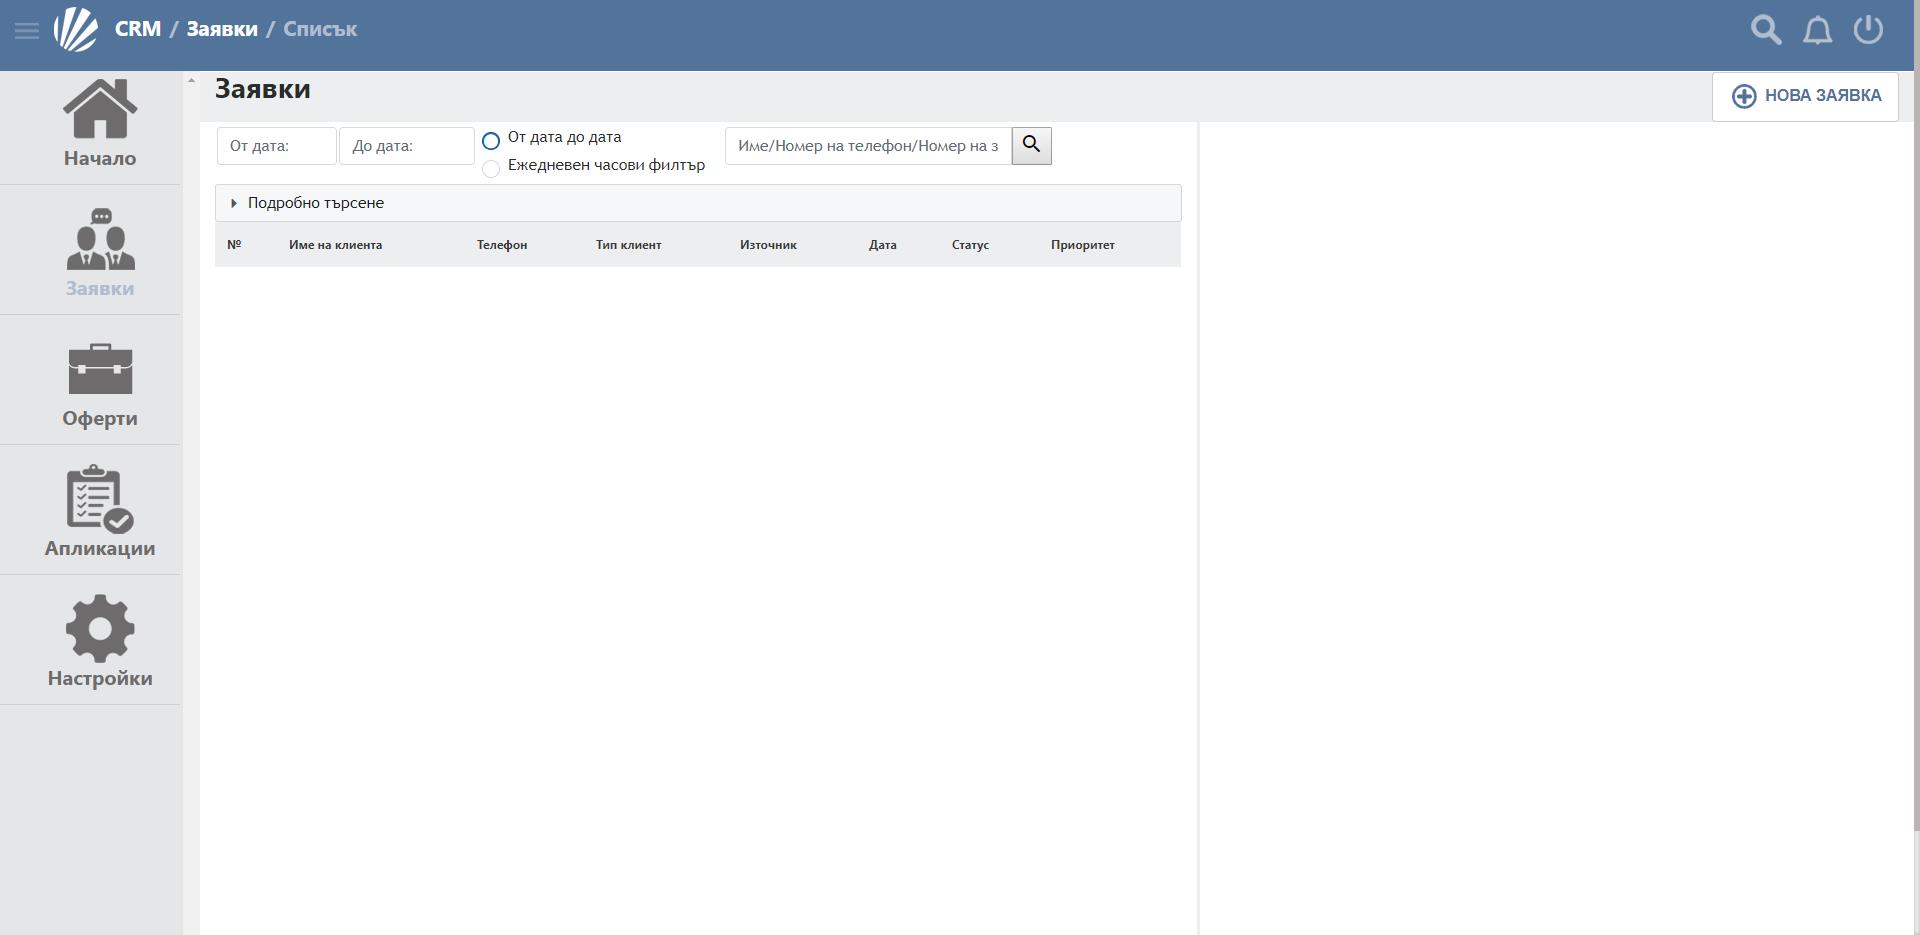 CRM / Заявки / Списък
Начало
Заявки
Оферти
Апликации
Настройки
Заявки
НОВА ЗАЯВКА
От дата:
До дата:
От дата до дата
Ежедневен часови филтър
Име/Номер на телефон/Номер на з
Подробно търсене
№ Име на клиента Телефон Тип клиент Източник Дата Статус Приоритет